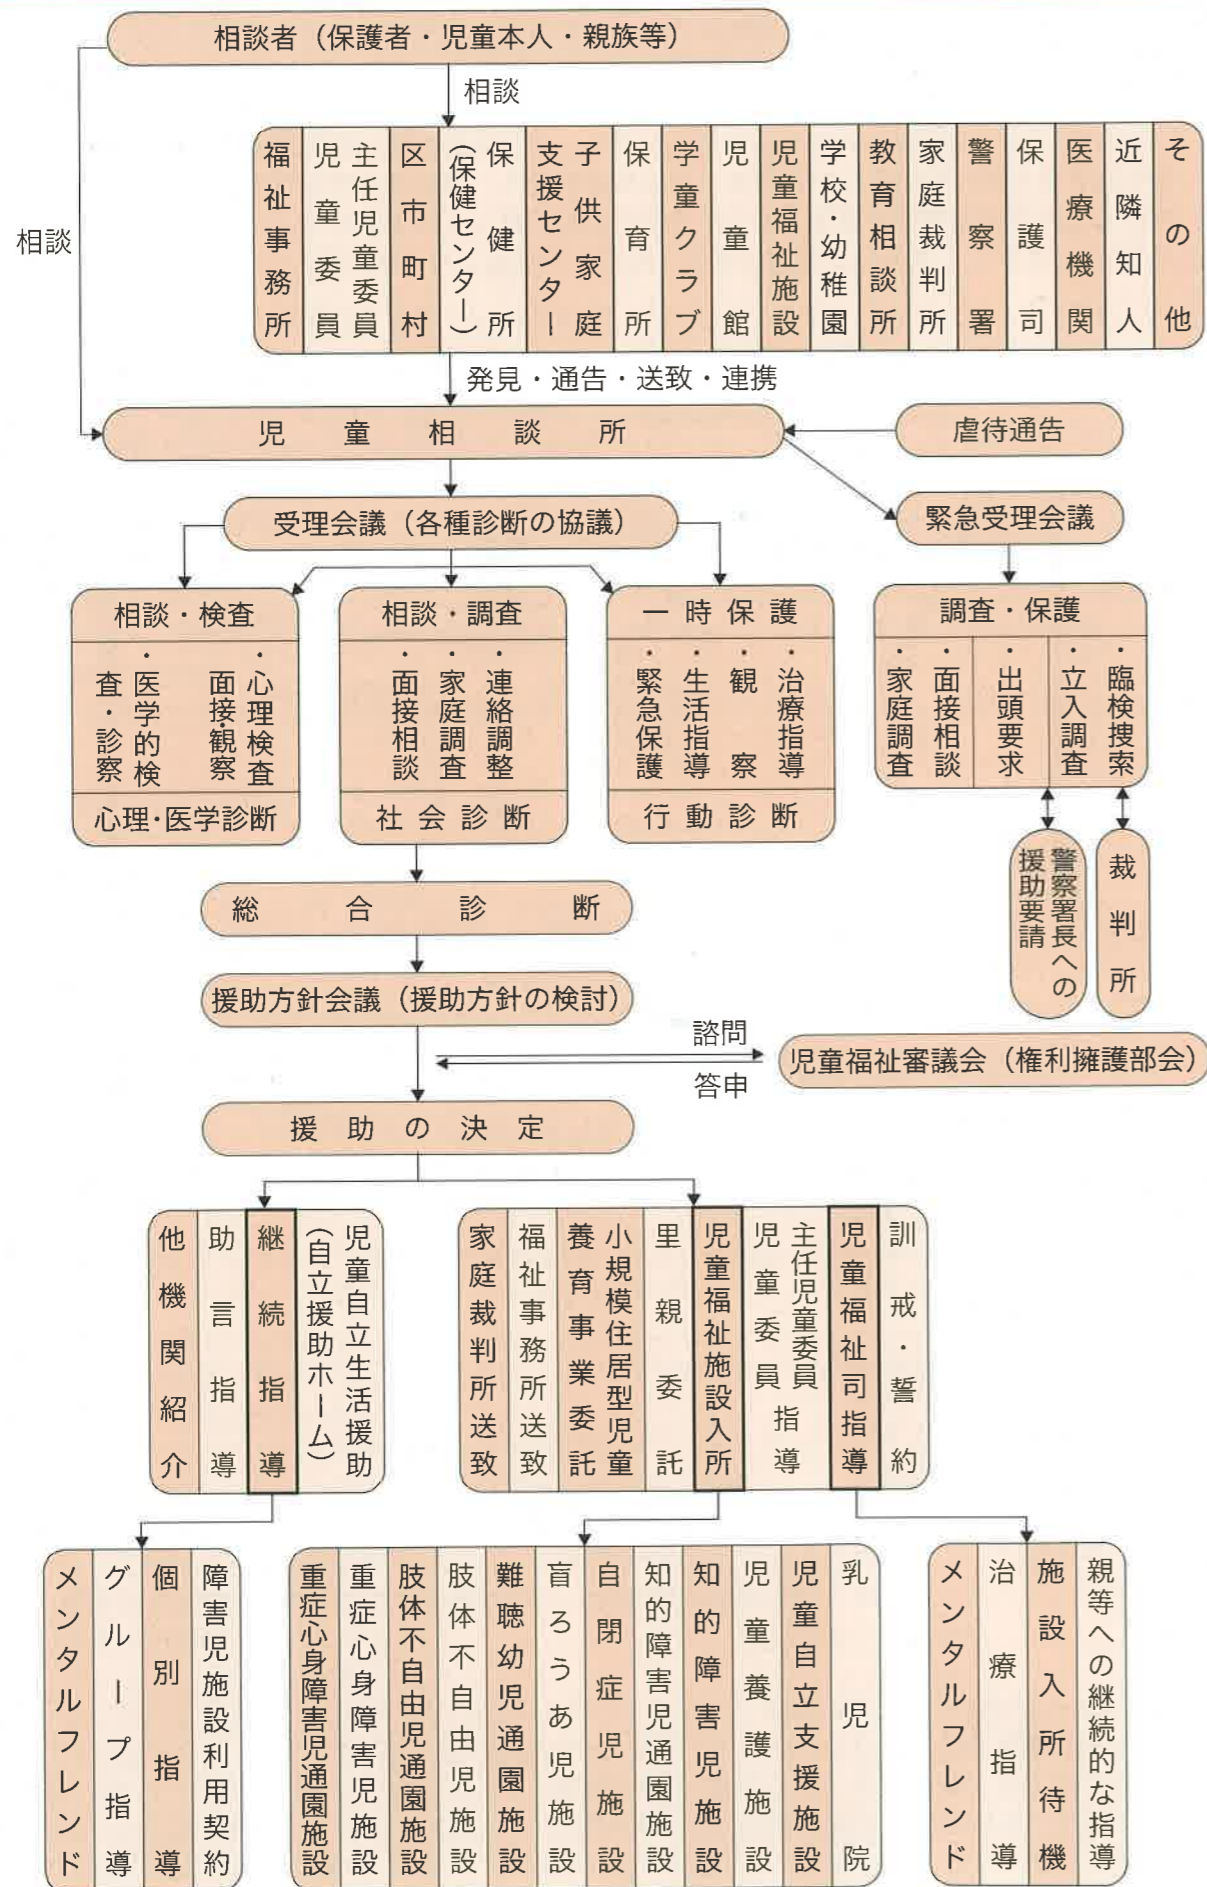 相談者（保護者・児童本人・親族等）
相談
相談
福祉事務所
児童委員
主任児童委員
区市町村
（保健センター）
保健所
支援センター
子供家庭
保育所
学童クラブ
児童館
児童福祉施設
学校・幼稚園
教育相談所
家庭裁判所
警察署
保護司
医療機関
近隣知人
その他
発見・通告・送致・連携
児童相談所
虐待通告
受理会議（各種診断の協議）
緊急受理会議
相談・検査
・心理検査
面接・観察
・医学的検
査・診察
心理・医学診断
相談・調査
・面接相談
・家庭調査
・連絡調整
社会診断
一時保護
・緊急保護
・生活指導
・観察
・治療指導
行動診断
調査・保護
・家庭調査
・面接相談
・出頭要求
・立入調査
・臨検捜索
警察署長への
援助要請
裁判所
総合診断
援助方針会議（援助方針の検討）
諮問
答申
児童福祉審議会（権利擁護部会）
援助の決定
他機関紹介
助言指導
継続指導
児童自立生活援助
（自立援助ホーム）
家庭裁判所送致
福祉事務所送致
小規模住居型児童
養育事業委託
里親委託
児童福祉施設入所
主任児童委員
児童委員指導
児童福祉司指導
訓戒・誓約
メンタルフレンド
グループ指導
個別指導
障害児施設利用契約
重症心身障害児通園施設
重症心身障害児施設
肢体不自由児通園施設
肢体不自由児施設
難聴幼児通園施設
盲ろうあ児施設
自閉症児施設
知的障害児通園施設
知的障害児施設
児童養護施設
児童自立支援施設
乳児院
メンタルフレンド
治療指導
施設入所待機
親等への継続的な指導